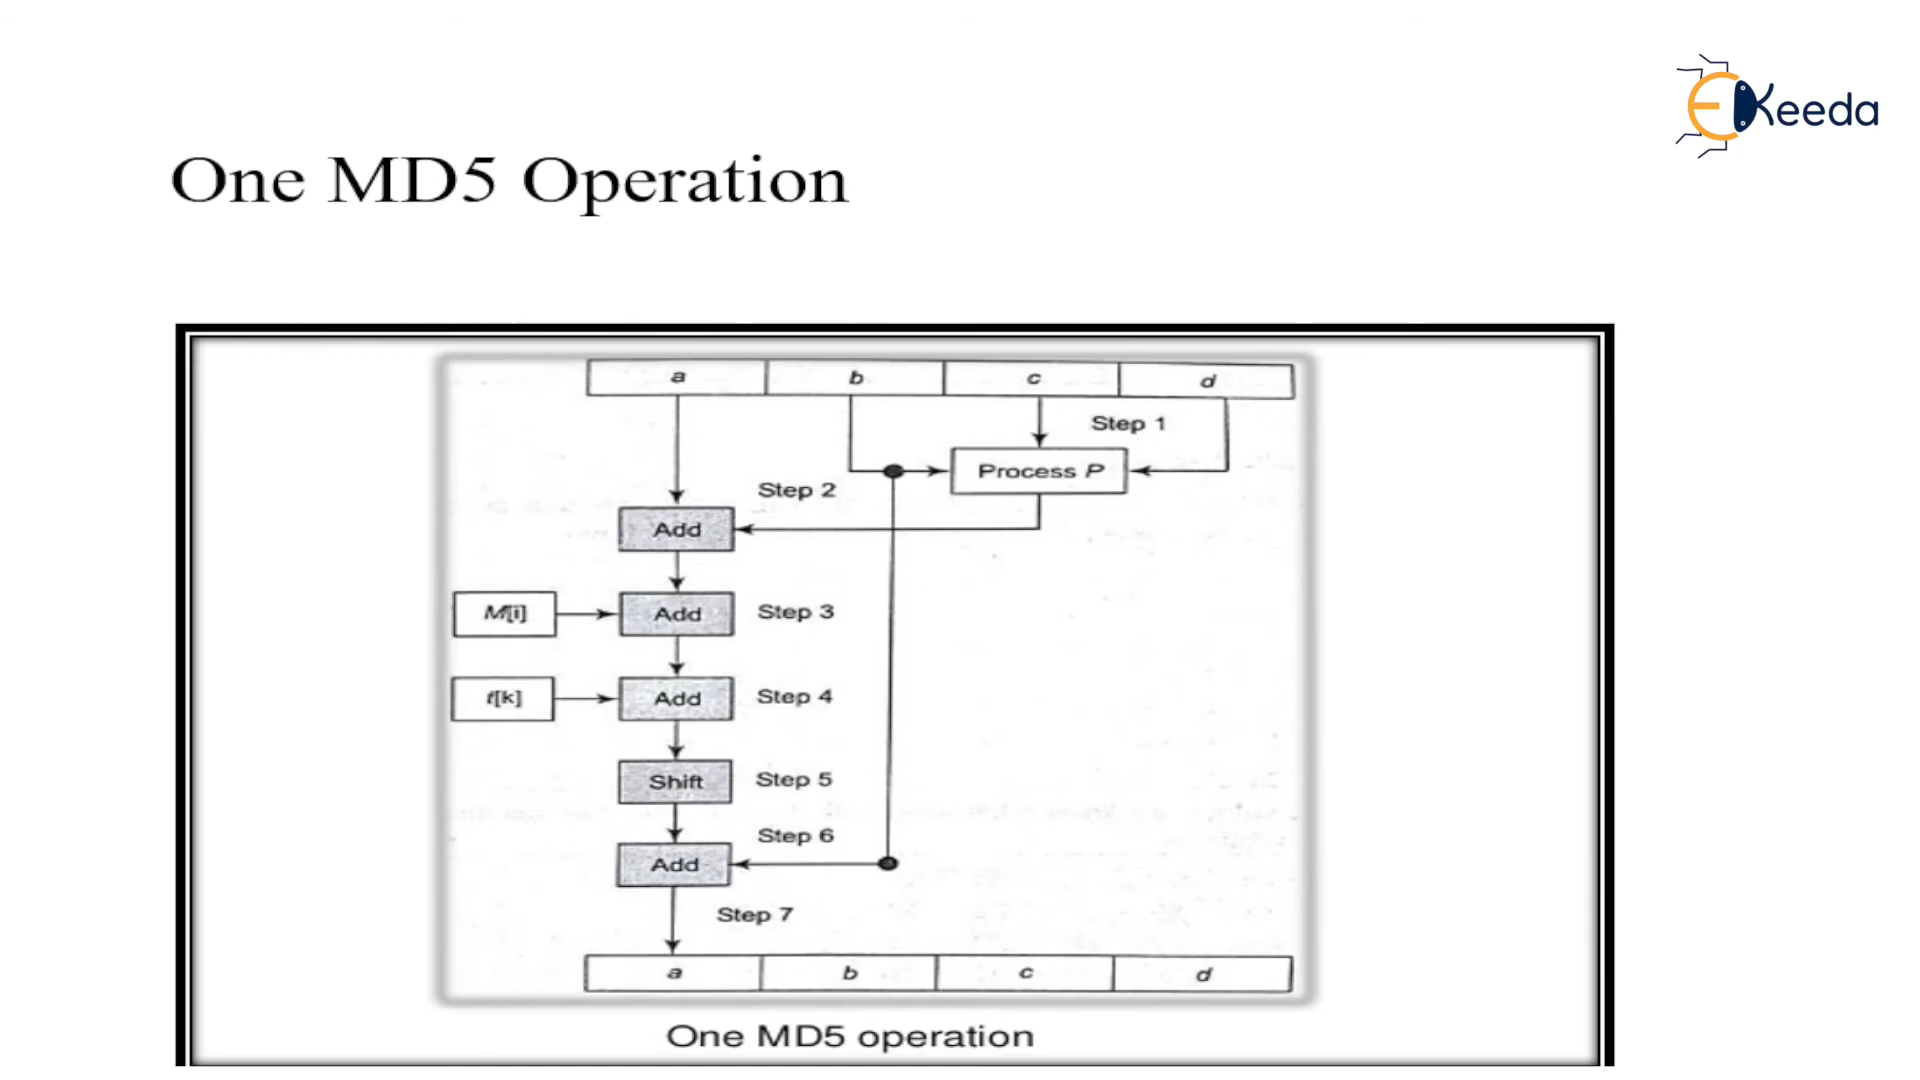 EKeeda
One MD5 Operation
a b c d
Step 1
Process P
Step 2
Add
M[i] Add Step 3
t[k] Add Step 4
Shift Step 5
Step 6
Add
Step 7
a b c d
One MD5 operation